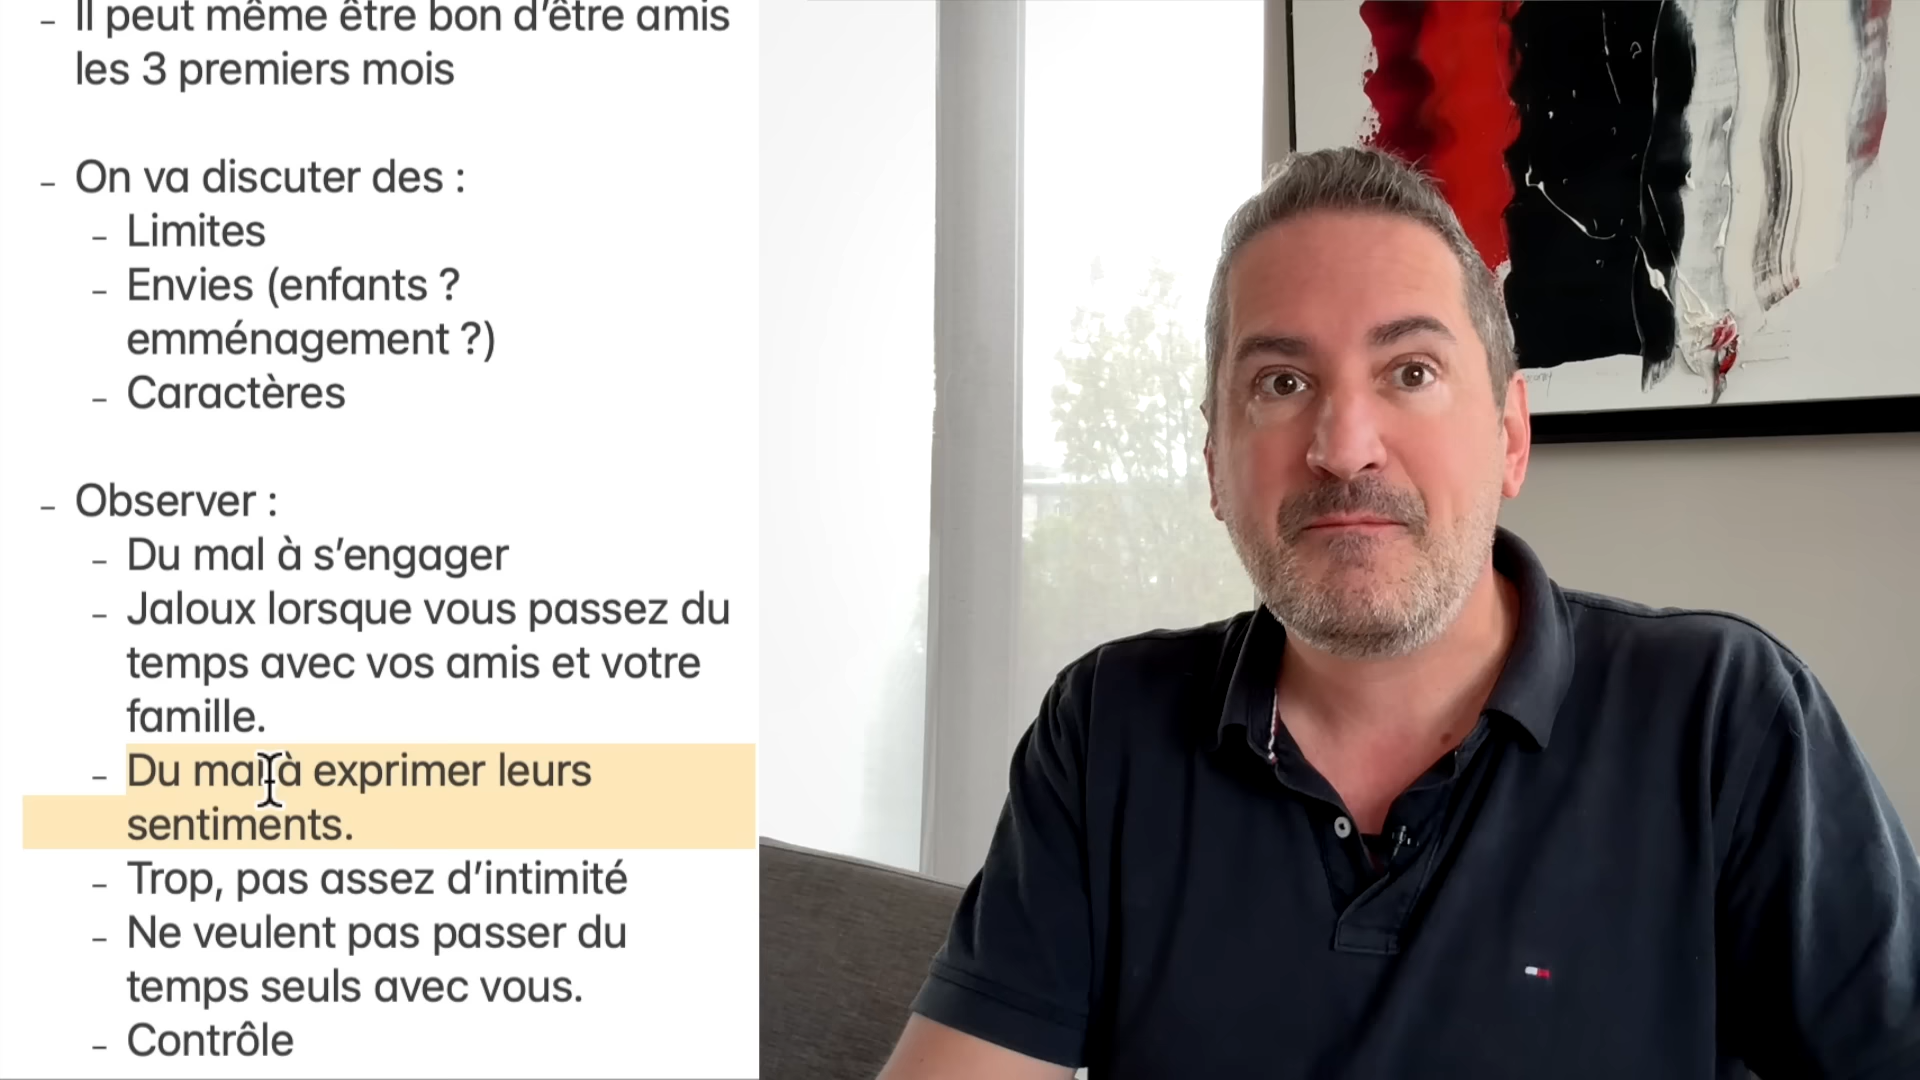 - Il peut même être bon d’être amis
les 3 premiers mois
- On va discuter des :
- Limites
- Envies (enfants ?
emménagement ?)
- Caractères
- Observer :
- Du mal à s’engager
- Jaloux lorsque vous passez du
temps avec vos amis et votre
famille.
- Du mal à exprimer leurs
sentiments.
- Trop, pas assez d’intimité
- Ne veulent pas passer du
temps seuls avec vous.
- Contrôle